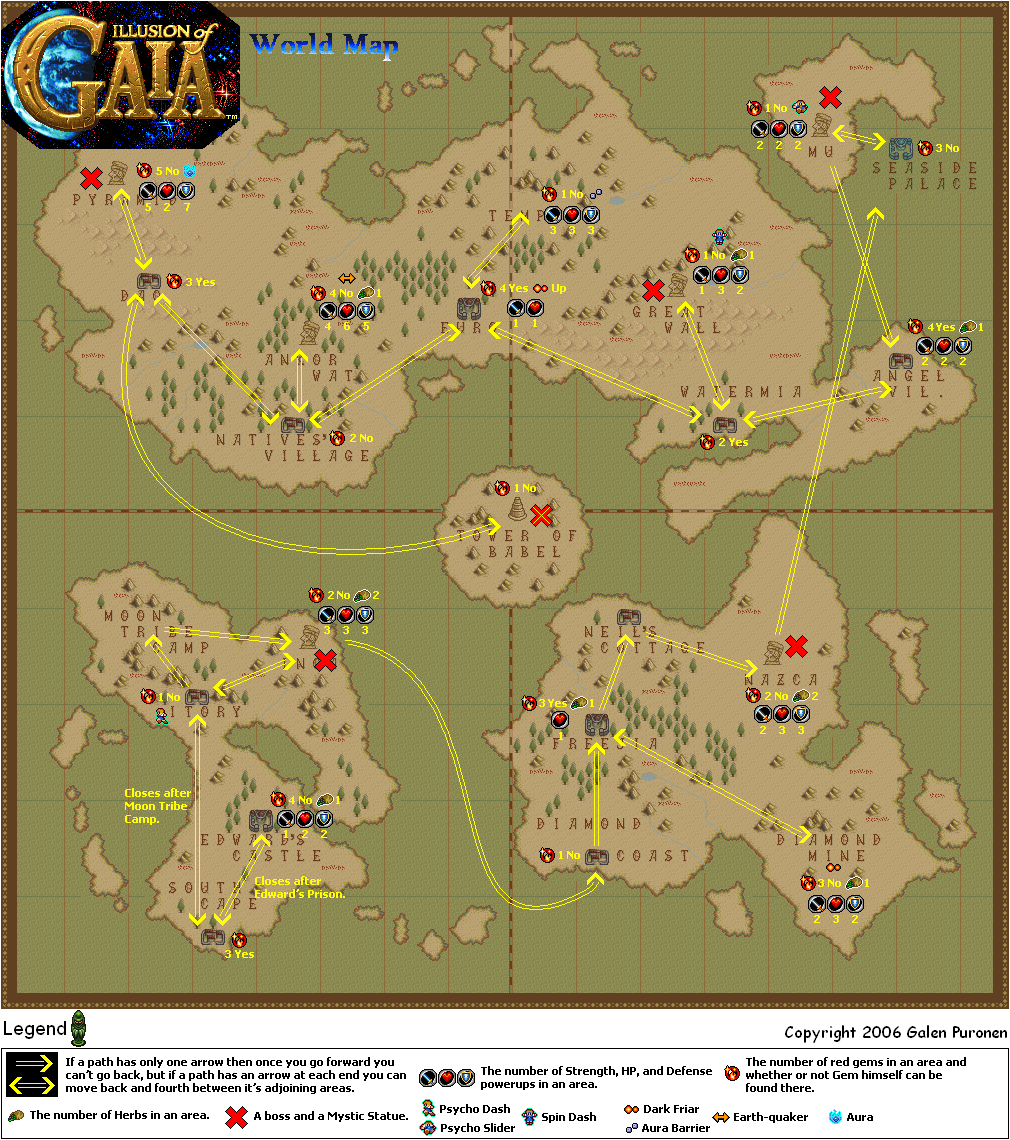 ILLUSION of
GAIA
TM
World Map
1 No
2 2 2
MU
3 No
SEASIDE
PALACE
5 No
5 2 7
PYRAMID
1 No
TEMP
3 3 3
3 Yes
DAO
4 No 1
4 6 5
ANKOR
WAT
4 Yes Up
1 1
EURO
1 No 1
1 3 2
GREAT
WALL
4 Yes 1
2 2 2
ANGEL
VIL.
WATERMIA
2 Yes
NATIVES'
VILLAGE
2 No
1 No
TOWER OF
BABEL
MOON
TRIBE
CAMP
2 No 2
3 3 3
INCA
1 No
ITORY
NEIL'S
COTTAGE
NAZCA
2 No 2
2 3 3
3 Yes 1
1
FREEJIA
Closes after
Moon Tribe
Camp.
4 No 1
1 2 2
EDWARD'S
CASTLE
Closes after
Edward's Prison.
SOUTH
CAPE
3 Yes
DIAMOND
1 No
COAST
DIAMOND
MINE
3 No 1
2 3 2
Legend
Copyright 2006 Galen Puronen
If a path has only one arrow then once you go forward you
can't go back, but if a path has an arrow at each end you can
move back and fourth between it's adjoining areas.
The number of Strength, HP, and Defense
powerups in an area.
The number of red gems in an area and
whether or not Gem himself can be
found there.
The number of Herbs in an area.
A boss and a Mystic Statue.
Psycho Dash
Psycho Slider
Spin Dash
Dark Friar
Aura Barrier
Earth-quaker
Aura